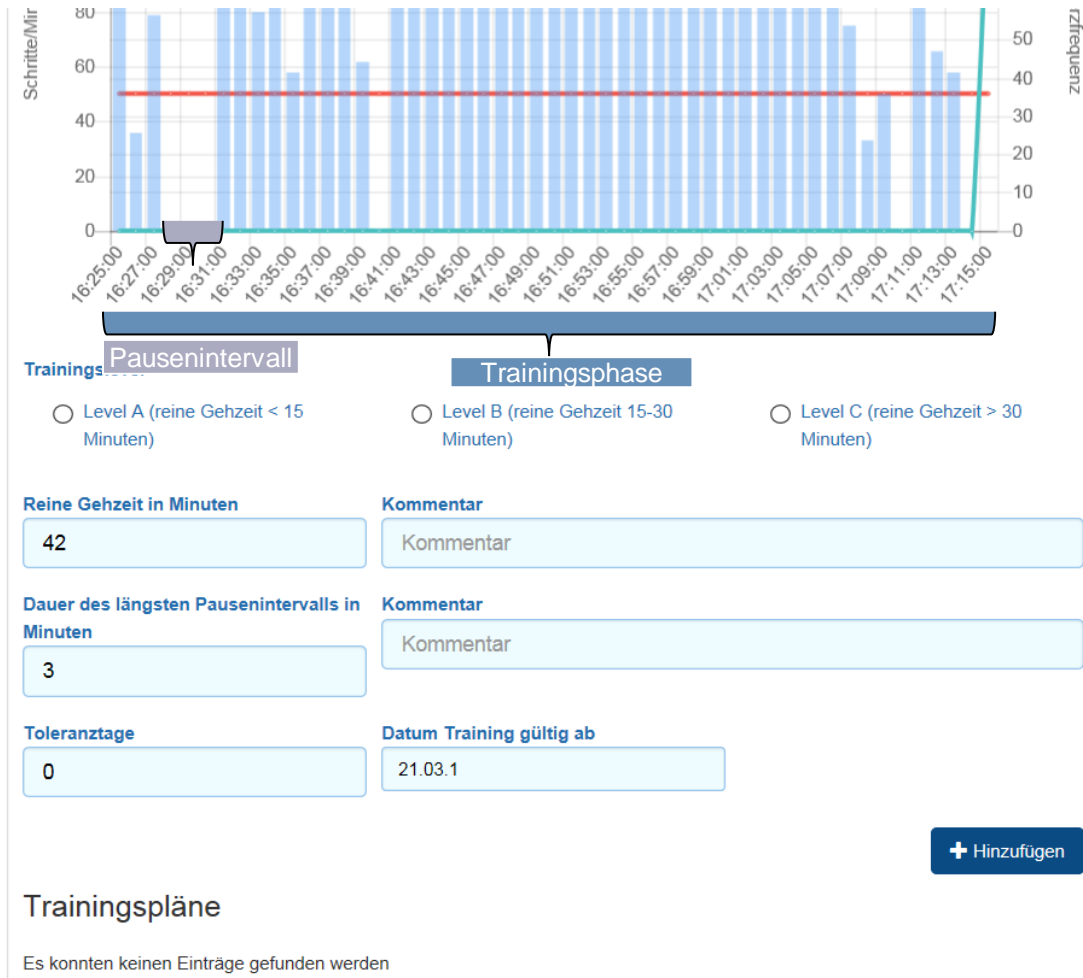 80
Schritte/Mir
60
40
20
0
rzfrequenz
50
40
30
20
10
0
16:25:00
16:27:00
16:29:00
16:31:00
16:33:00
16:35:00
16:37:00
16:39:00
16:41:00
16:43:00
16:45:00
16:47:00
16:49:00
16:51:00
16:53:00
16:55:00
16:57:00
16:59:00
17:01:00
17:03:00
17:05:00
17:07:00
17:09:00
17:11:00
17:13:00
17:15:00
Pausenintervall
Trainingsphase
Trainings
Level A (reine Gehzeit < 15
Minuten)
Level B (reine Gehzeit 15-30
Minuten)
Level C (reine Gehzeit > 30
Minuten)
Reine Gehzeit in Minuten
Kommentar
42
Kommentar
Dauer des längsten Pausenintervalls in
Minuten
Kommentar
3
Kommentar
Toleranztage
Datum Training gültig ab
0
21.03.1
Hinzufügen
Trainingspläne
Es konnten keinen Einträge gefunden werden